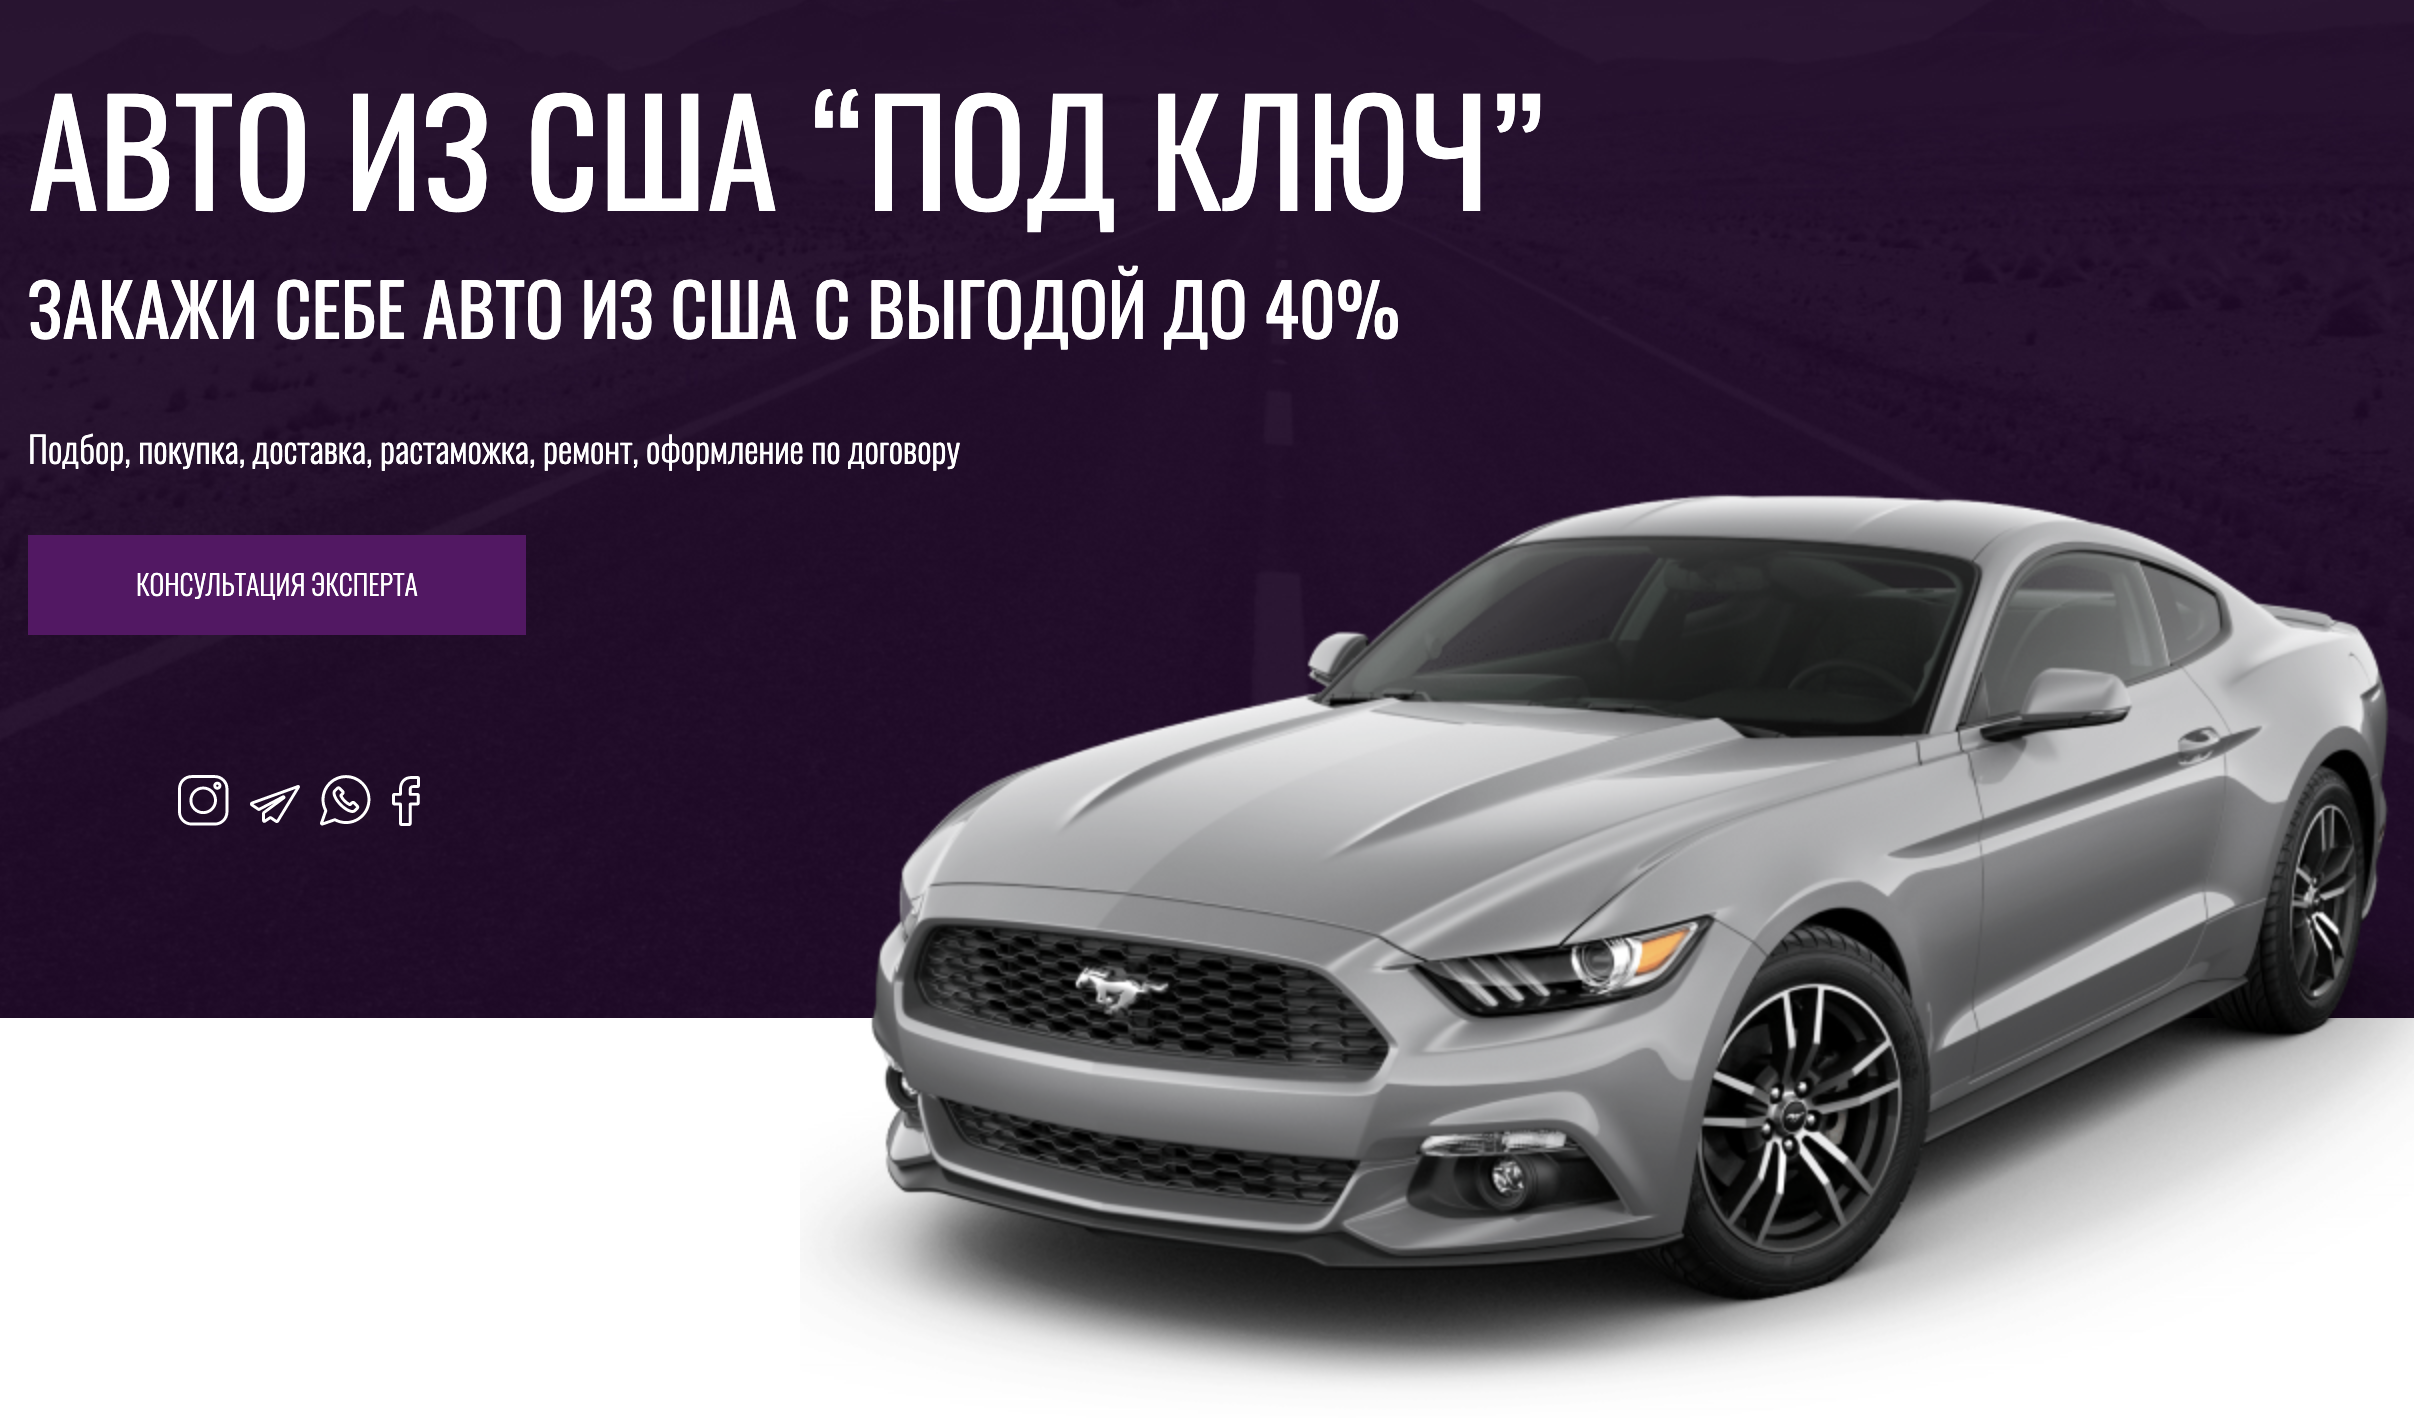 АВТО ИЗ США “ПОД КЛЮЧ”
ЗАКАЖИ СЕБЕ АВТО ИЗ США С ВЫГОДОЙ ДО 40%
Подбор, покупка, доставка, растаможка, ремонт, оформление по договору
КОНСУЛЬТАЦИЯ ЭКСПЕРТА